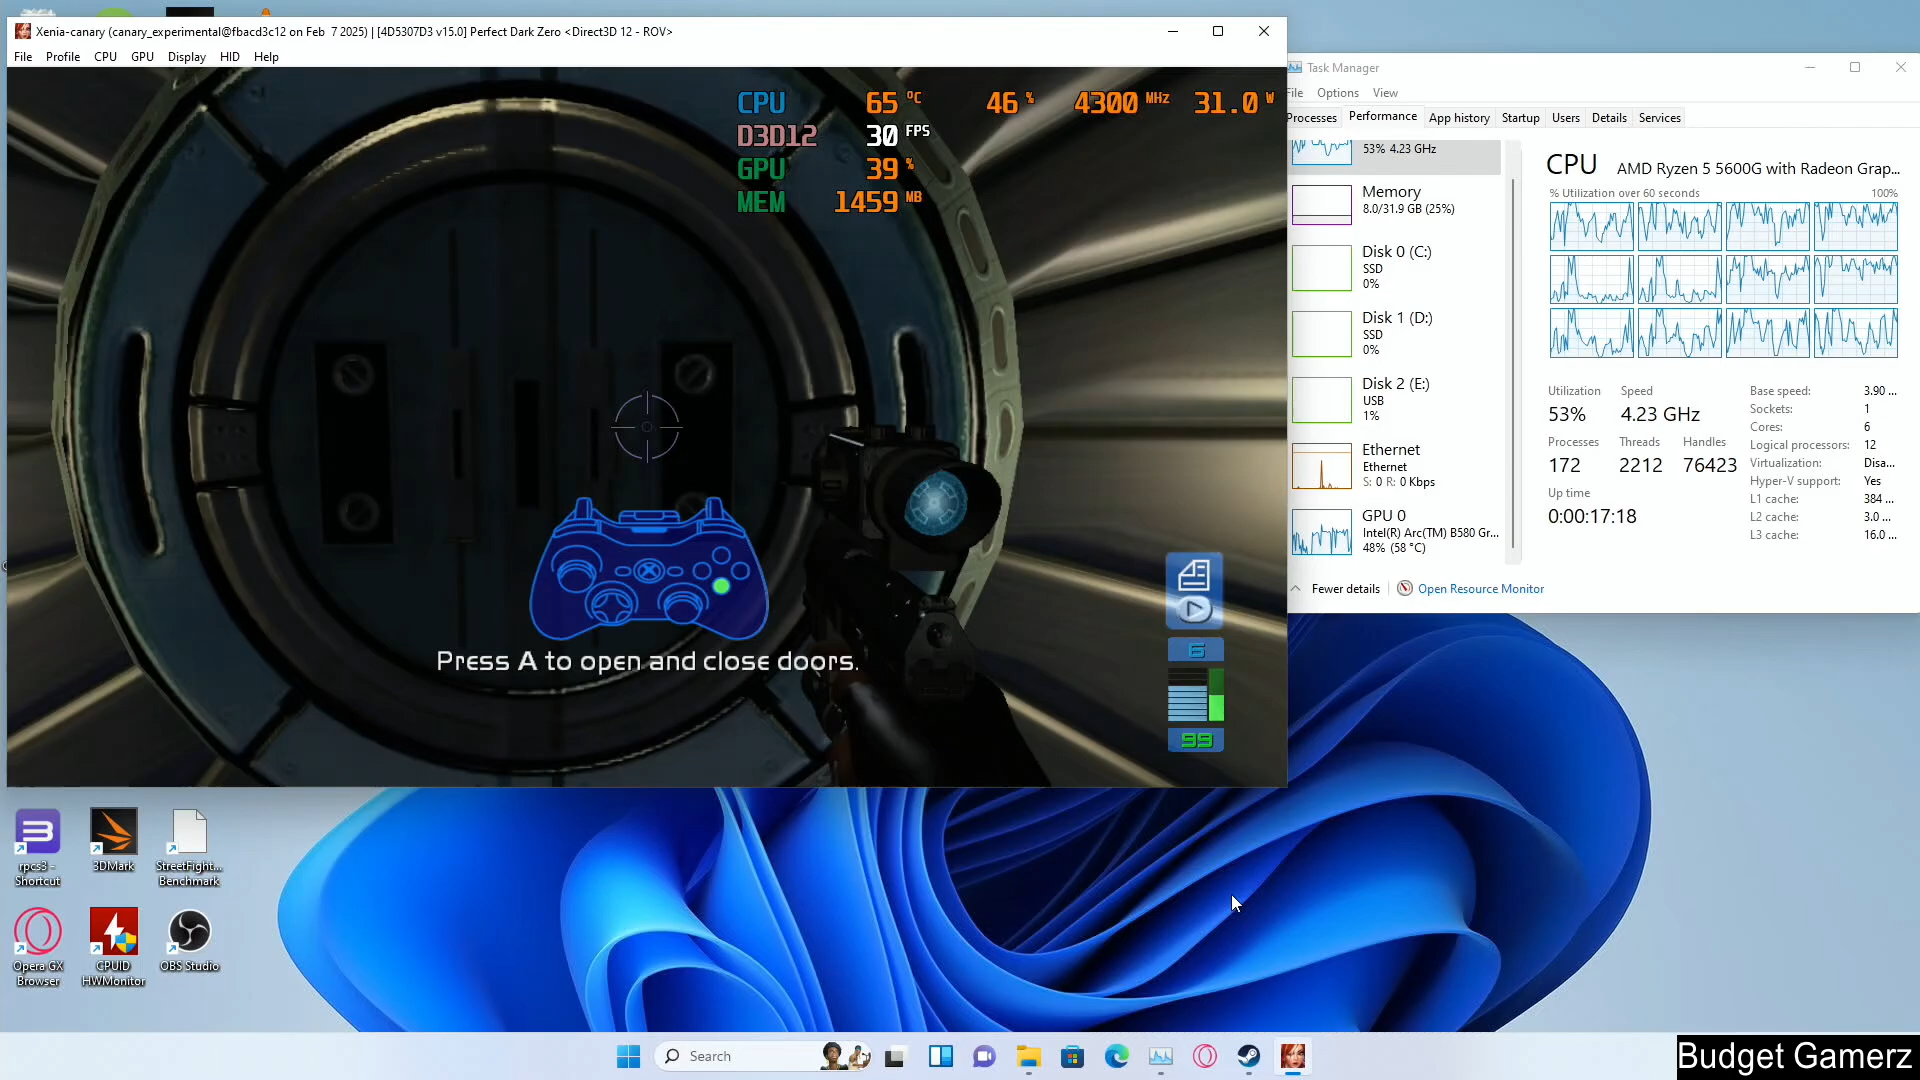 Xenia-canary (canary_experimental@fbacd3c12 on Feb 7 2025) | [4D5307D3 v15.0] Perfect Dark Zero <Direct3D 12 - ROV>
File Profile CPU GPU Display HID Help
CPU 65 °C 46 % 4300 MHz 31.0 W
D3D12 30 FPS
GPU 39 %
MEM 1459 MB
Press A to open and close doors.
6
99
Task Manager
File Options View
Processes Performance App history Startup Users Details Services
53% 4.23 GHz
Memory
8.0/31.9 GB (25%)
Disk 0 (C:)
SSD
0%
Disk 1 (D:)
SSD
0%
Disk 2 (E:)
USB
1%
Ethernet
Ethernet
S: 0 R: 0 Kbps
GPU 0
Intel(R) Arc(TM) B580 Gr...
48% (58 °C)
CPU AMD Ryzen 5 5600G with Radeon Grap...
% Utilization over 60 seconds 100%
Utilization Speed
53% 4.23 GHz
Processes Threads Handles
172 2212 76423
Up time
0:00:17:18
Base speed: 3.90 ...
Sockets: 1
Cores: 6
Logical processors: 12
Virtualization: Disa...
Hyper-V support: Yes
L1 cache: 384 ...
L2 cache: 3.0 ...
L3 cache: 16.0 ...
Fewer details Open Resource Monitor
rpcs3 - Shortcut
3DMark
StreetFight... Benchmark
Opera GX Browser
CPUID HWMonitor
OBS Studio
Search
Budget Gamerz